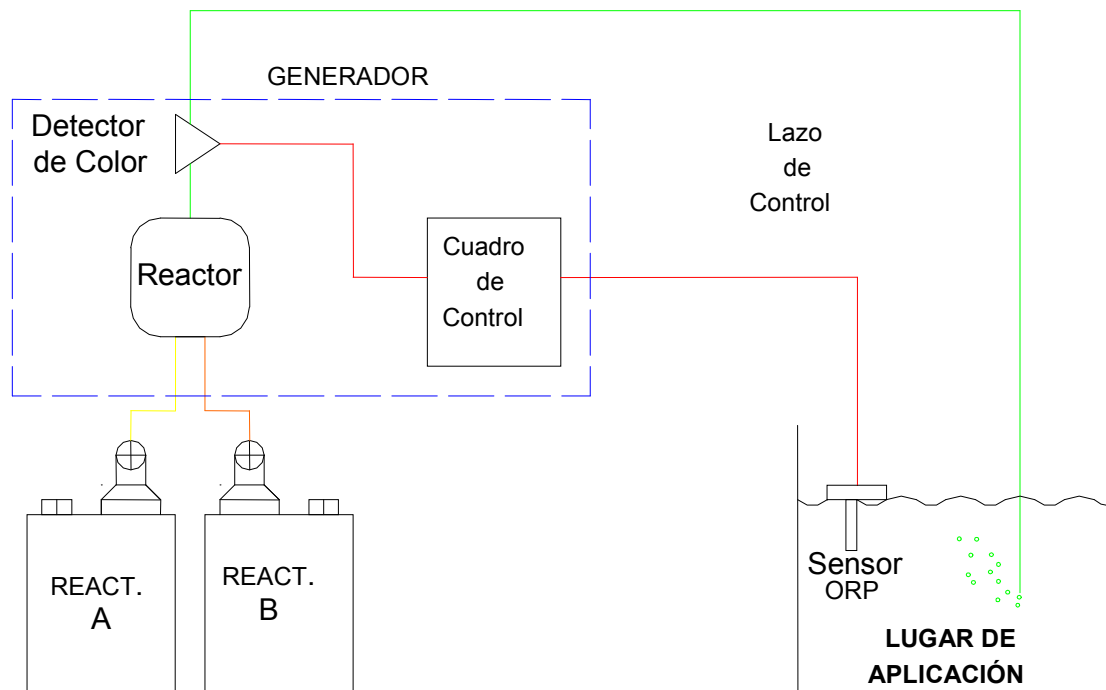 GENERADOR
Detector
de Color
Lazo
de
Control
Reactor
Cuadro
de
Control
REACT.
A
REACT.
B
Sensor
ORP
LUGAR DE
APLICACIÓN